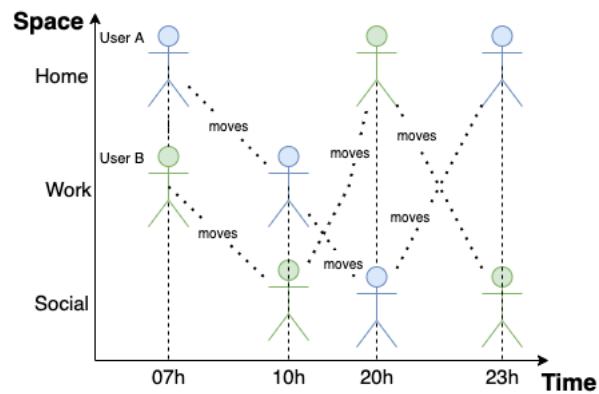 Space
User A
Home
moves
moves
moves
User B
Work
moves
moves
moves
Social
07h
10h
20h
23h
Time